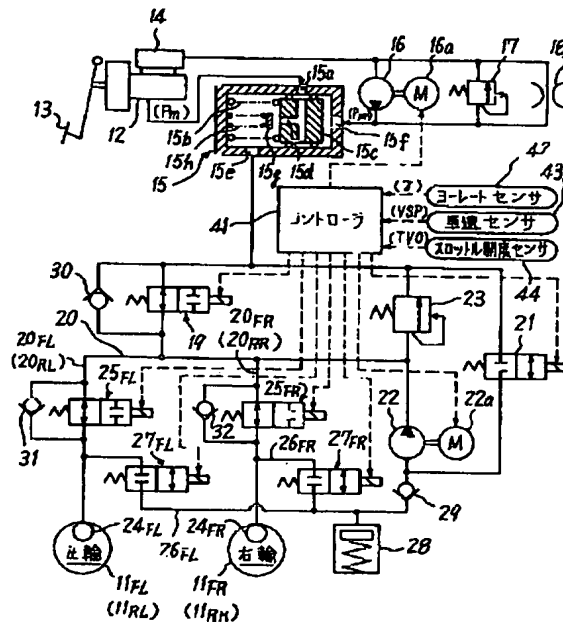 14
16
16a
17
18
13
12
(Pm)
15a
(Pm)
15b
15h
15
15e
15g
15d
15c
15f
M
41
コントローラ
(VSP)
(TVO)
ヨーレートセンサ
車速センサ
スロットル開度センサ
43
44
30
19
20FR
(20RR)
23
21
20
20FL
(20RL)
25FL
25FR
31
32
22
22a
M
27FL
26FR
27FR
29
24FL
24FR
26FL
28
左輪
右輪
11FL
(11RL)
11FR
(11RR)